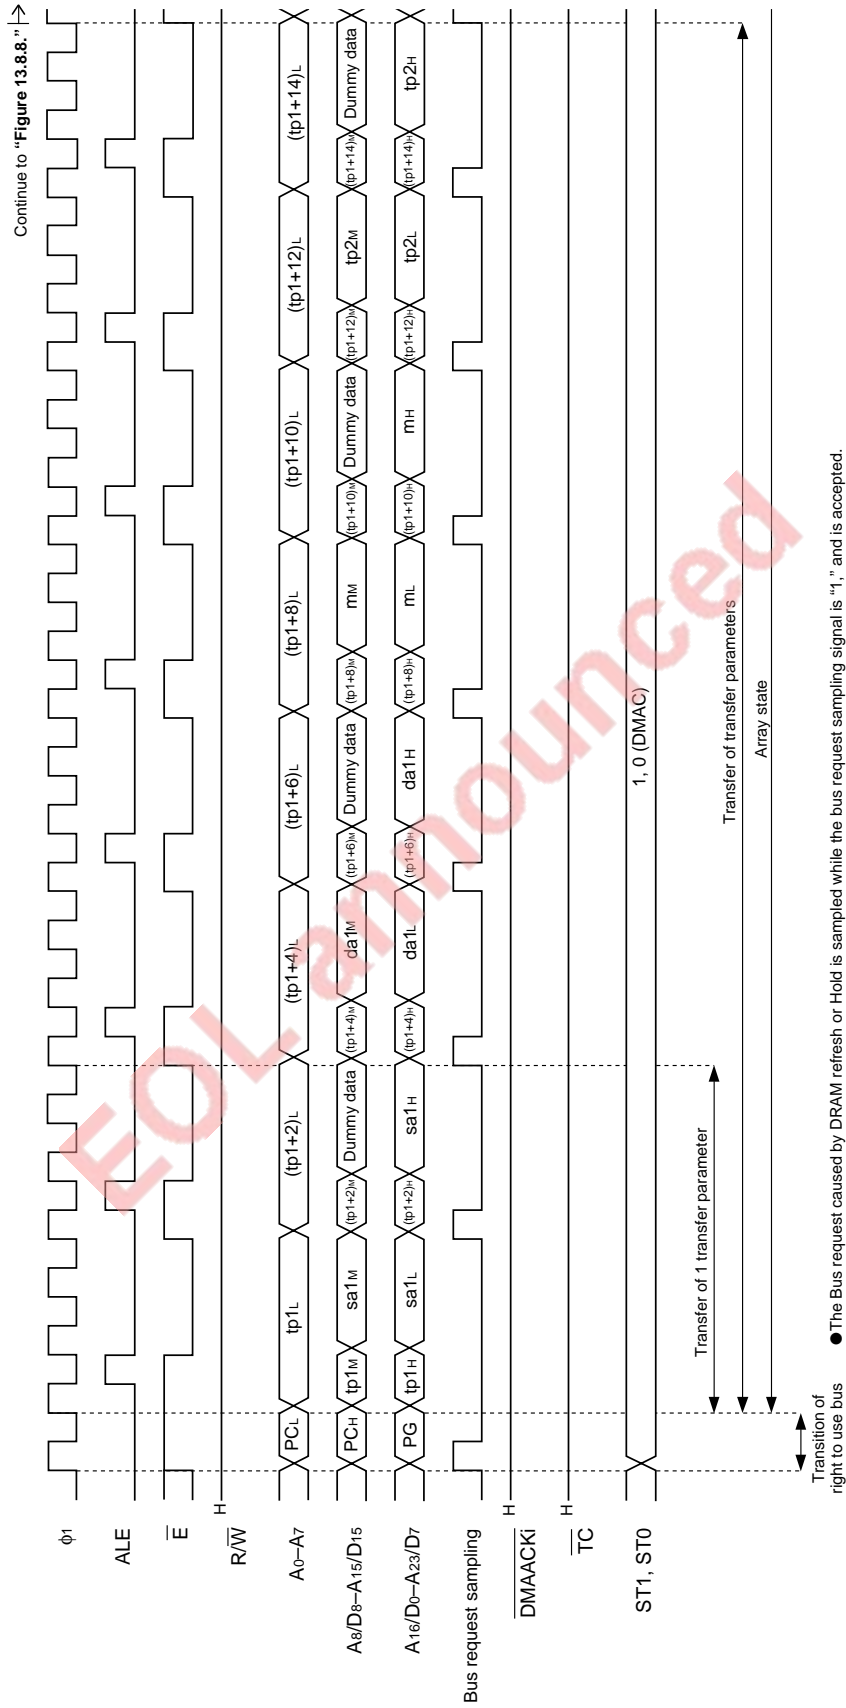 Continue to “Figure 13.8.8.”
ϕ1
ALE
E
R/W
H
A0–A7
PCL
tp1L
(tp1+2)L
(tp1+4)L
(tp1+6)L
(tp1+8)L
(tp1+10)L
(tp1+12)L
(tp1+14)L
A8/D8–A15/D15
PCH
tp1M
sa1M
(tp1+2)M
Dummy data
(tp1+4)M
da1M
(tp1+6)M
Dummy data
(tp1+8)M
mM
(tp1+10)M
Dummy data
(tp1+12)M
tp2M
(tp1+14)M
Dummy data
A16/D0–A23/D7
PG
tp1H
sa1L
(tp1+2)H
sa1H
(tp1+4)H
da1L
(tp1+6)H
da1H
(tp1+8)H
mL
(tp1+10)H
mH
(tp1+12)H
tp2L
(tp1+14)H
tp2H
Bus request sampling
DMAACKi
H
TC
H
ST1, ST0
1, 0 (DMAC)
Transfer of 1 transfer parameter
Transfer of transfer parameters
Array state
Transition of
right to use bus
● The Bus request caused by DRAM refresh or Hold is sampled while the bus request sampling signal is “1,” and is accepted.
EOL announced